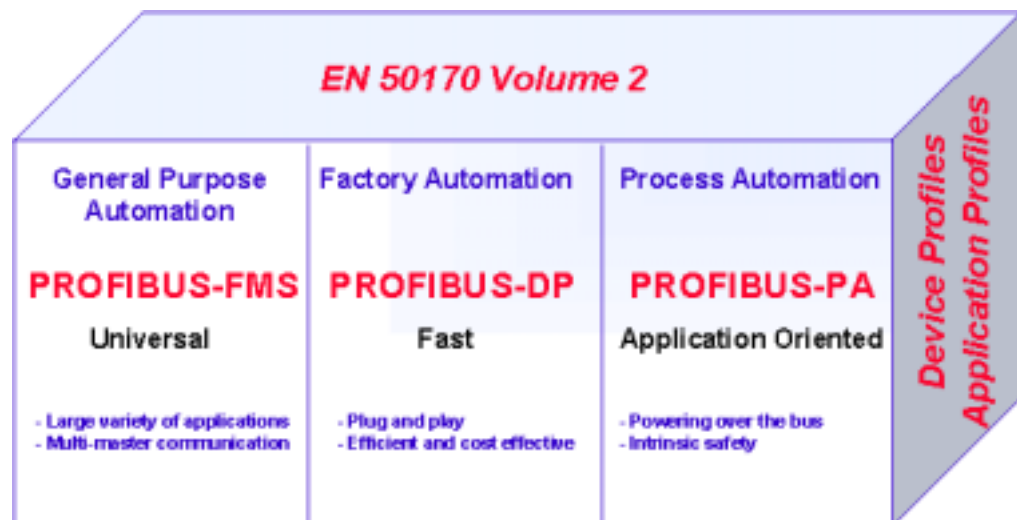 EN 50170 Volume 2
General Purpose
Automation
PROFIBUS-FMS
Universal
- Large variety of applications
- Multi-master communication
Factory Automation
PROFIBUS-DP
Fast
- Plug and play
- Efficient and cost effective
Process Automation
PROFIBUS-PA
Application Oriented
- Powering over the bus
- Intrinsic safety
Device Profiles
Application Profiles